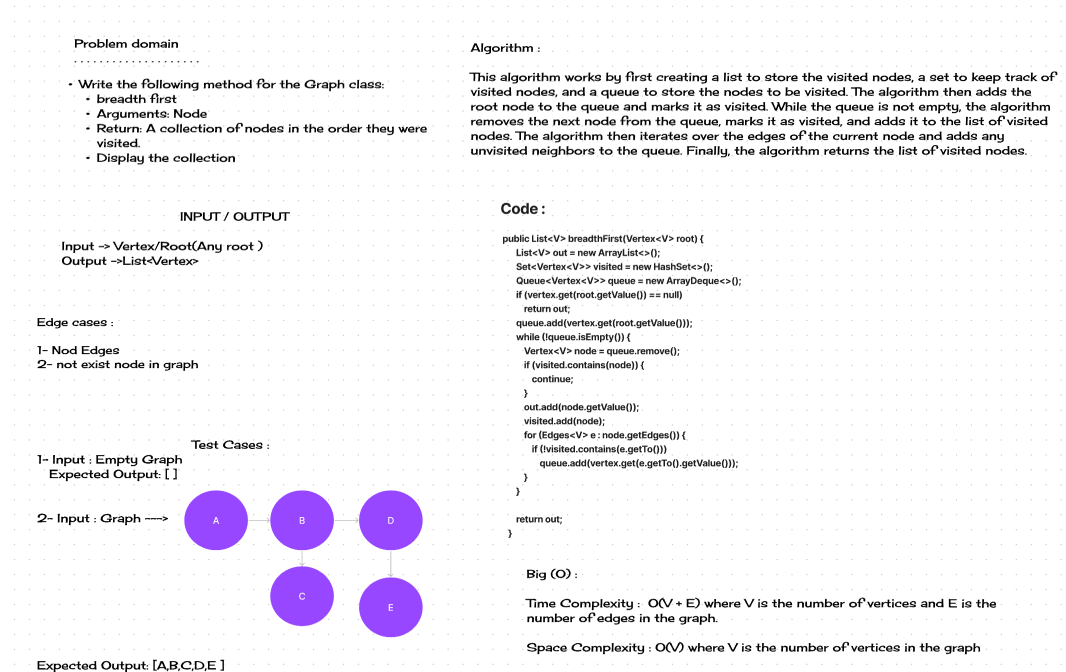 Problem domain
. . . . . . . . . . . . . . . . . . . .
• Write the following method for the Graph class:
• breadth first
• Arguments: Node
• Return: A collection of nodes in the order they were
visited.
• Display the collection
INPUT / OUTPUT
Input -> Vertex/Root(Any root )
Output ->List<Vertex>
Edge cases :
1- Nod Edges
2- not exist node in graph
Test Cases :
1- Input : Empty Graph
Expected Output: [ ]
2- Input : Graph --->
A
B
D
C
E
Expected Output: [A,B,C,D,E ]
Algorithm :
This algorithm works by first creating a list to store the visited nodes, a set to keep track of
visited nodes, and a queue to store the nodes to be visited. The algorithm then adds the
root node to the queue and marks it as visited. While the queue is not empty, the algorithm
removes the next node from the queue, marks it as visited, and adds it to the list of visited
nodes. The algorithm then iterates over the edges of the current node and adds any
unvisited neighbors to the queue. Finally, the algorithm returns the list of visited nodes.
Code :
public List<V> breadthFirst(Vertex<V> root) {
List<V> out = new ArrayList<>();
Set<Vertex<V>> visited = new HashSet<>();
Queue<Vertex<V>> queue = new ArrayDeque<>();
if (vertex.get(root.getValue()) == null)
return out;
queue.add(vertex.get(root.getValue()));
while (!queue.isEmpty()) {
Vertex<V> node = queue.remove();
if (visited.contains(node)) {
continue;
}
out.add(node.getValue());
visited.add(node);
for (Edges<V> e : node.getEdges()) {
if (!visited.contains(e.getTo()))
queue.add(vertex.get(e.getTo().getValue()));
}
}
return out;
}
Big (O) :
Time Complexity :  O(V + E) where V is the number of vertices and E is the
number of edges in the graph.
Space Complexity : O(V) where V is the number of vertices in the graph